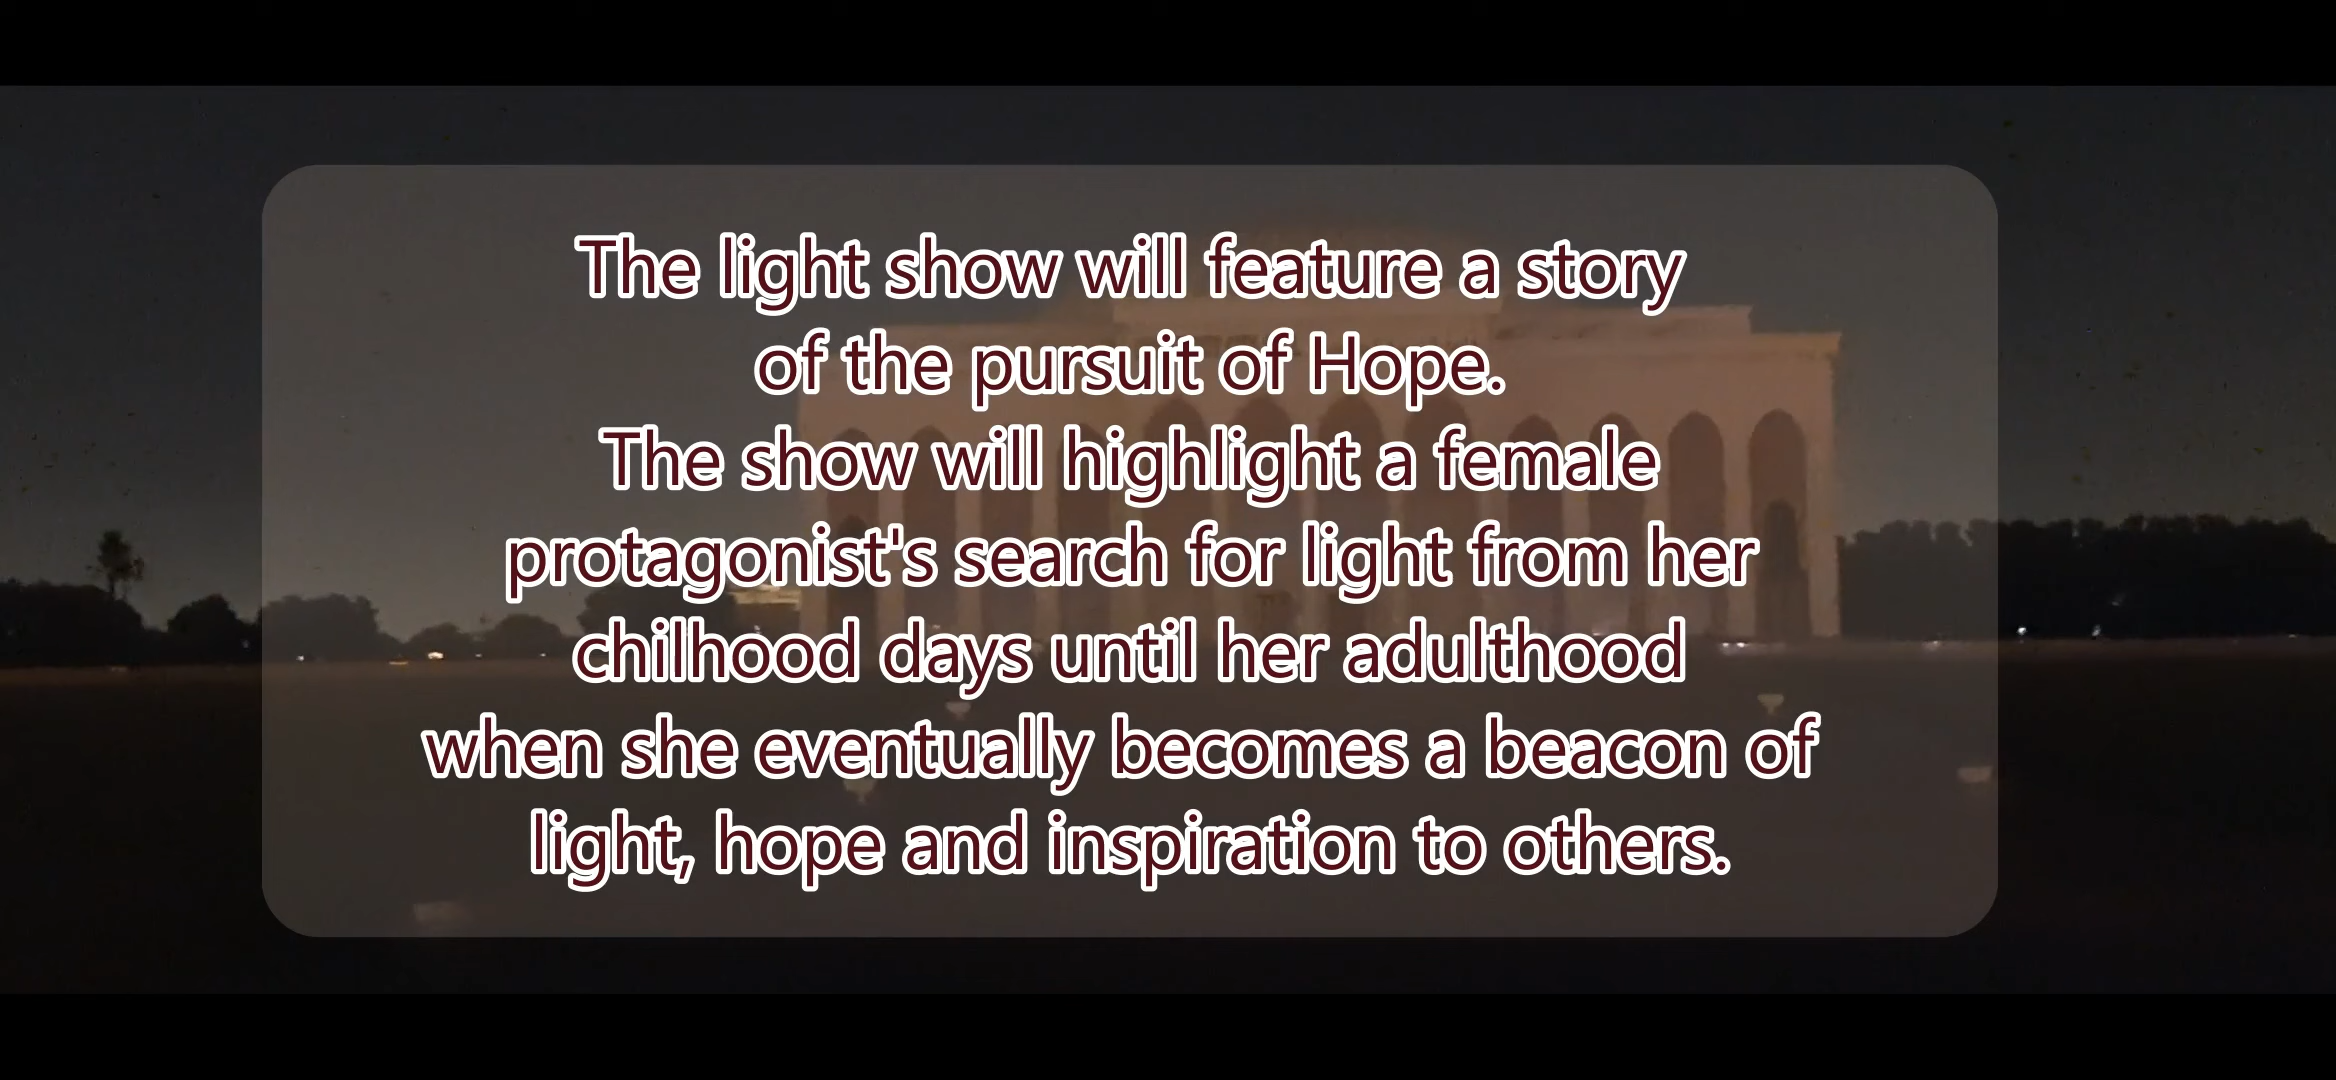 The light show will feature a story
of the pursuit of Hope.
The show will highlight a female
protagonist's search for light from her
chilhood days until her adulthood
when she eventually becomes a beacon of
light, hope and inspiration to others.